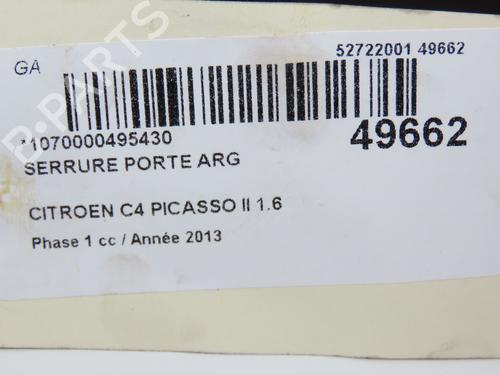 GA
52722001 49662
*1070000495430
49662
SERRURE PORTE ARG
CITROEN C4 PICASSO II 1.6
Phase 1 cc / Année 2013
B-PARTS